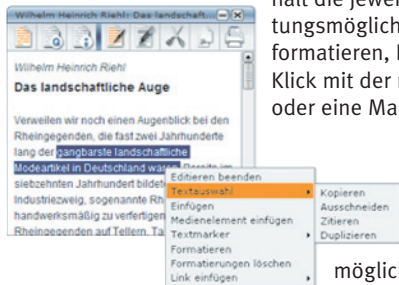 hält die jewei
tungsmöglich
formatieren,
Klick mit der
oder eine Ma
Wilhelm Heinrich Riehl: Das landschaft...
Wilhelm Heinrich Riehl
Das landschaftliche Auge
Verweilen wir noch einen Augenblick bei den
Rheingegenden, die fast zwei Jahrhunderte
lang der gangbarste landschaftliche
Modeartikel in Deutschland waren. Bereits im
siebzehnten Jahrhundert bildet
Industriezweig, sogenannte Rh
handwerksmäßig zu verfertigen
Rheingegenden auf Tellern, Ta
Editieren beenden
Textauswahl
Einfügen
Medienelement einfügen
Textmarker
Formatieren
Formatierungen löschen
Link einfügen
Kopieren
Ausschneiden
Zitieren
Duplizieren
möglich